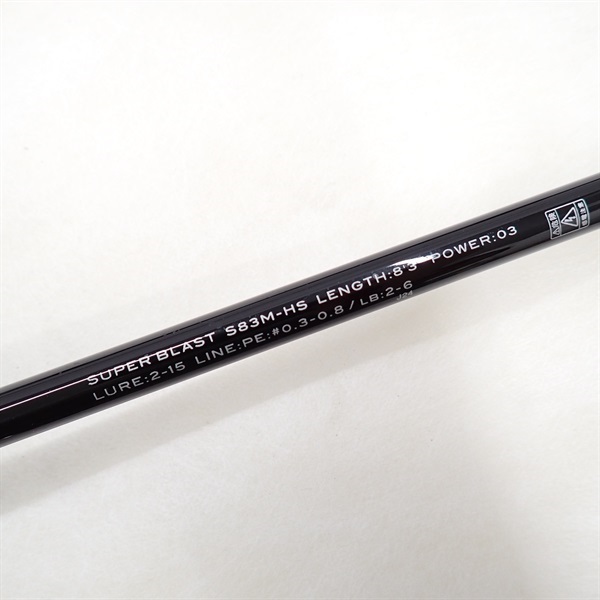 SUPER BLAST S83M-HS LENGTH:8'3" POWER:03
LURE:2-15 LINE:PE:#0.3-0.8 / LB:2-6
J24